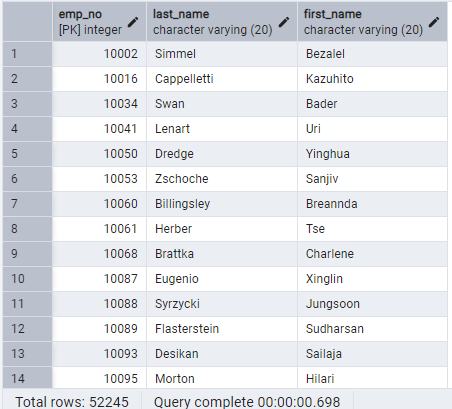 emp_no last_name first_name
[PK] integer character varying (20) character varying (20)
1 10002 Simmel Bezalel
2 10016 Cappelletti Kazuhito
3 10034 Swan Bader
4 10041 Lenart Uri
5 10050 Dredge Yinghua
6 10053 Zschoche Sanjiv
7 10060 Billingsley Breannda
8 10061 Herber Tse
9 10068 Brattka Charlene
10 10087 Eugenio Xinglin
11 10088 Syrzycki Jungsoon
12 10089 Flasterstein Sudharsan
13 10093 Desikan Sailaja
14 10095 Morton Hilari
Total rows: 52245 Query complete 00:00:00.698